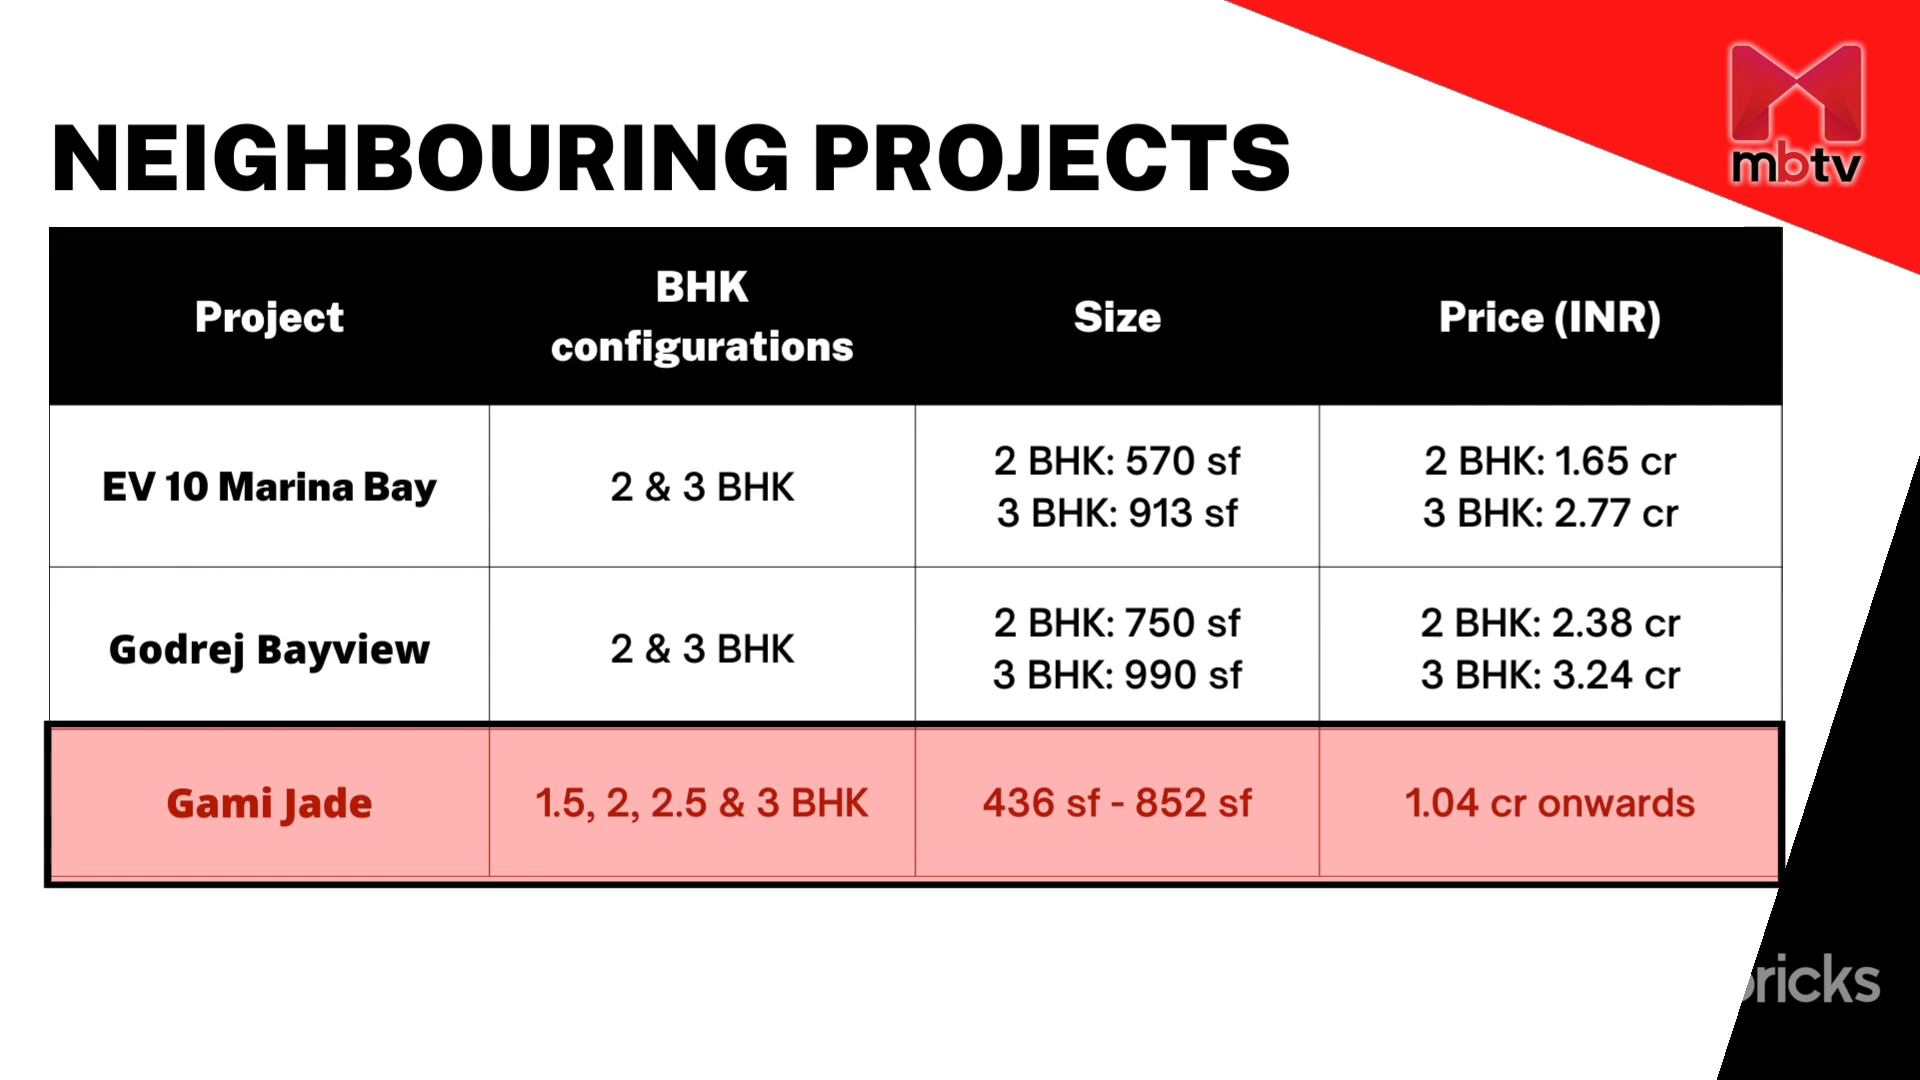 mbtv
NEIGHBOURING PROJECTS
Project
BHK
configurations
Size
Price (INR)
EV 10 Marina Bay
2 & 3 BHK
2 BHK: 570 sf
3 BHK: 913 sf
2 BHK: 1.65 cr
3 BHK: 2.77 cr
Godrej Bayview
2 & 3 BHK
2 BHK: 750 sf
3 BHK: 990 sf
2 BHK: 2.38 cr
3 BHK: 3.24 cr
Gami Jade
1.5, 2, 2.5 & 3 BHK
436 sf - 852 sf
1.04 cr onwards
ricks